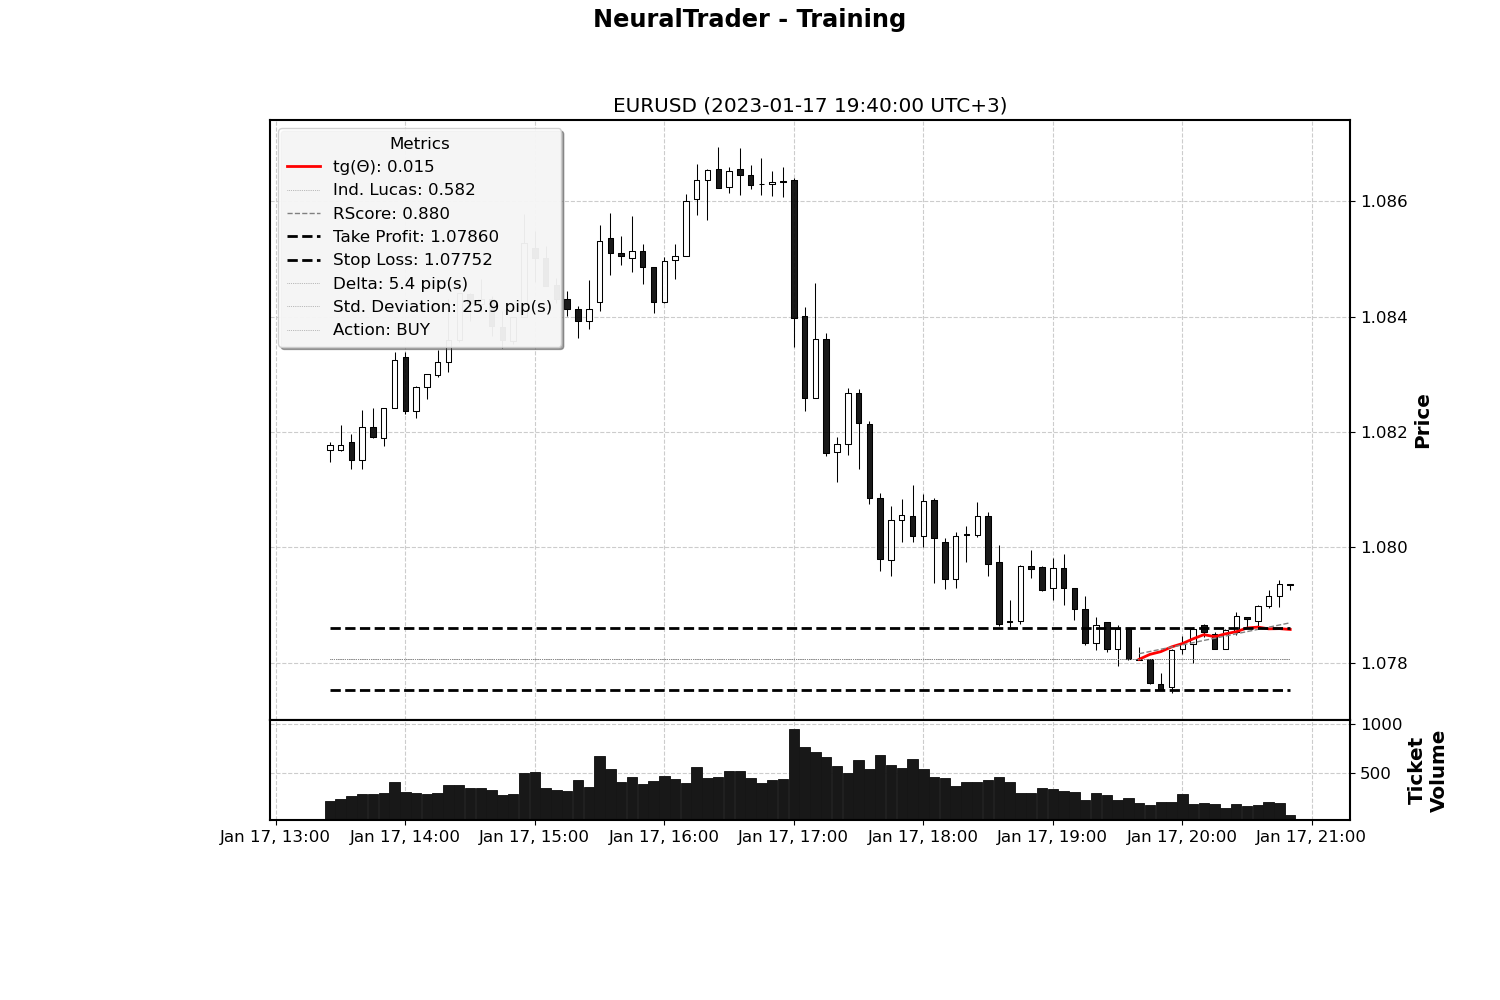 NeuralTrader - Training
EURUSD (2023-01-17 19:40:00 UTC+3)
Metrics
tg(Θ): 0.015
Ind. Lucas: 0.582
RScore: 0.880
Take Profit: 1.07860
Stop Loss: 1.07752
Delta: 5.4 pip(s)
Std. Deviation: 25.9 pip(s)
Action: BUY
1.086
1.084
1.082
1.080
1.078
Price
1000
500
Ticket
Volume
Jan 17, 13:00
Jan 17, 14:00
Jan 17, 15:00
Jan 17, 16:00
Jan 17, 17:00
Jan 17, 18:00
Jan 17, 19:00
Jan 17, 20:00
Jan 17, 21:00